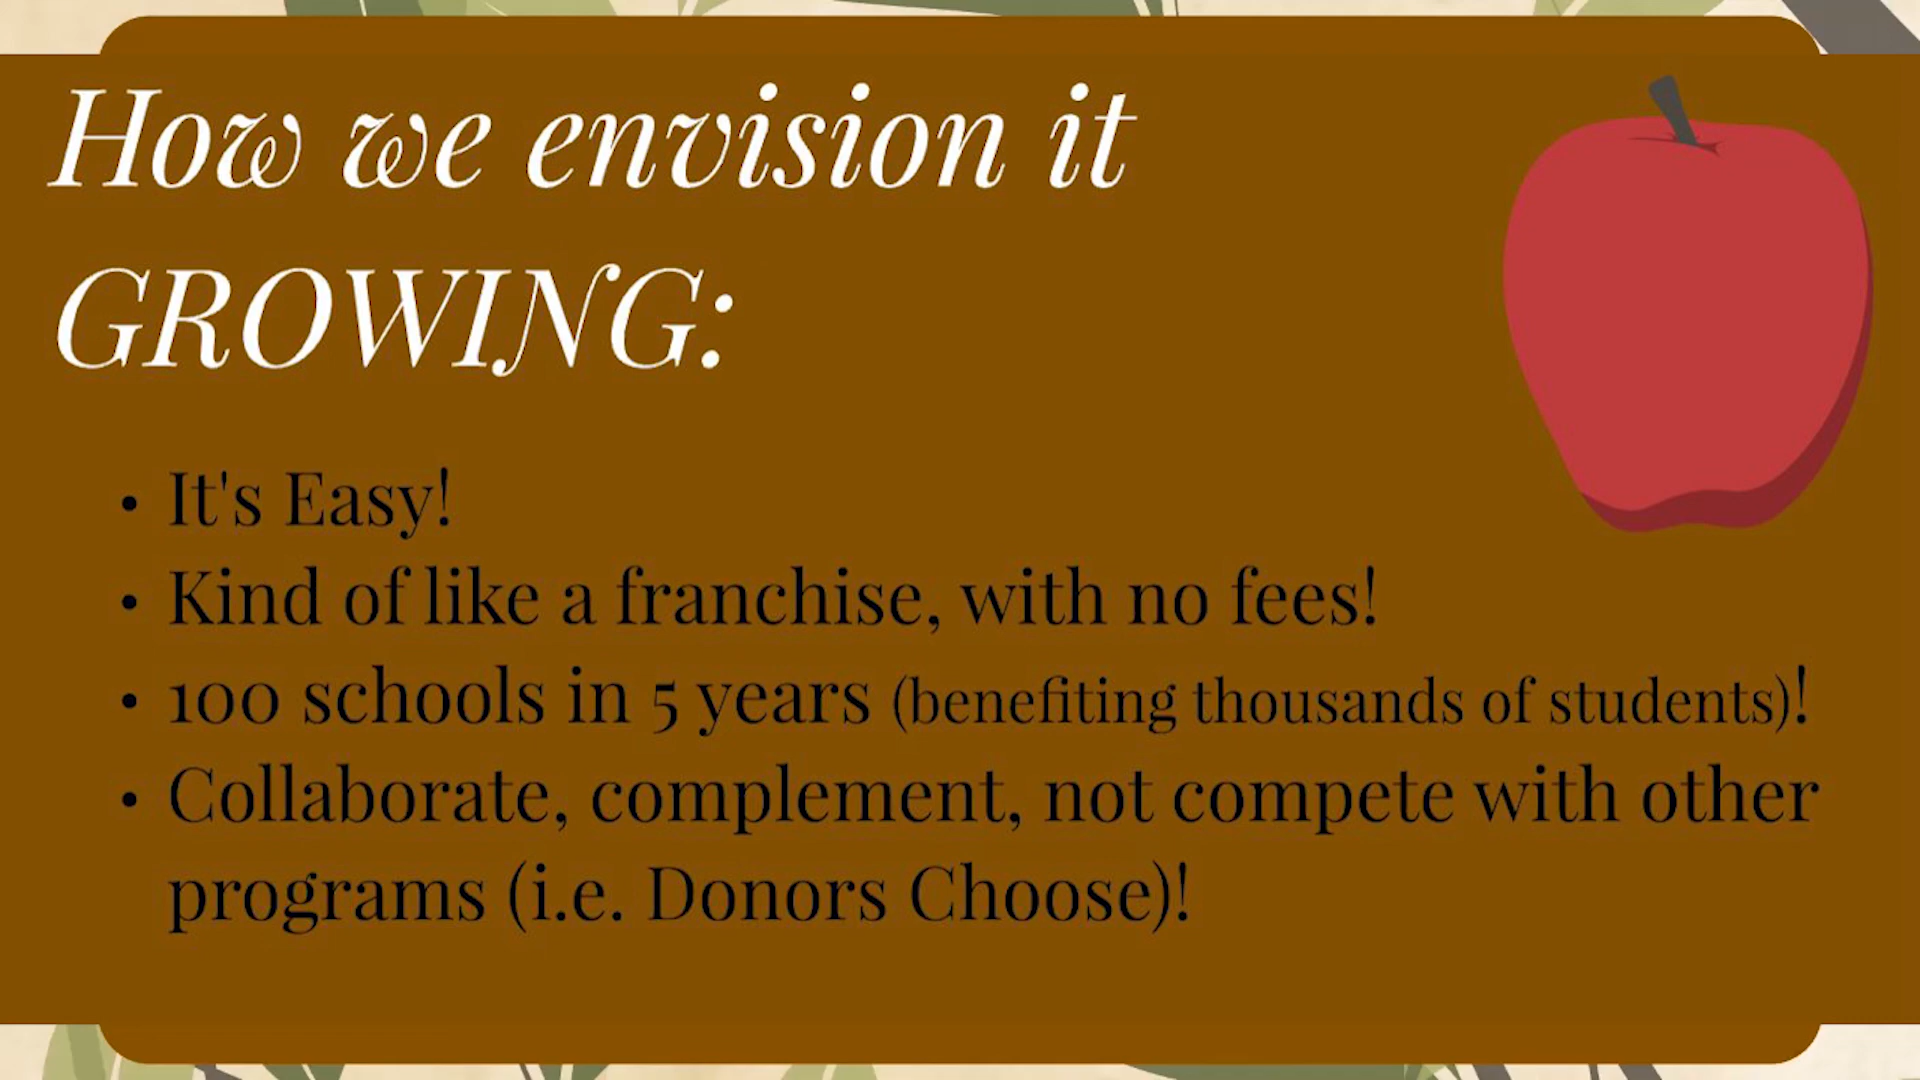 How we envision it
GROWING:
• It's Easy!
• Kind of like a franchise, with no fees!
• 100 schools in 5 years (benefiting thousands of students)!
• Collaborate, complement, not compete with other
programs (i.e. Donors Choose)!